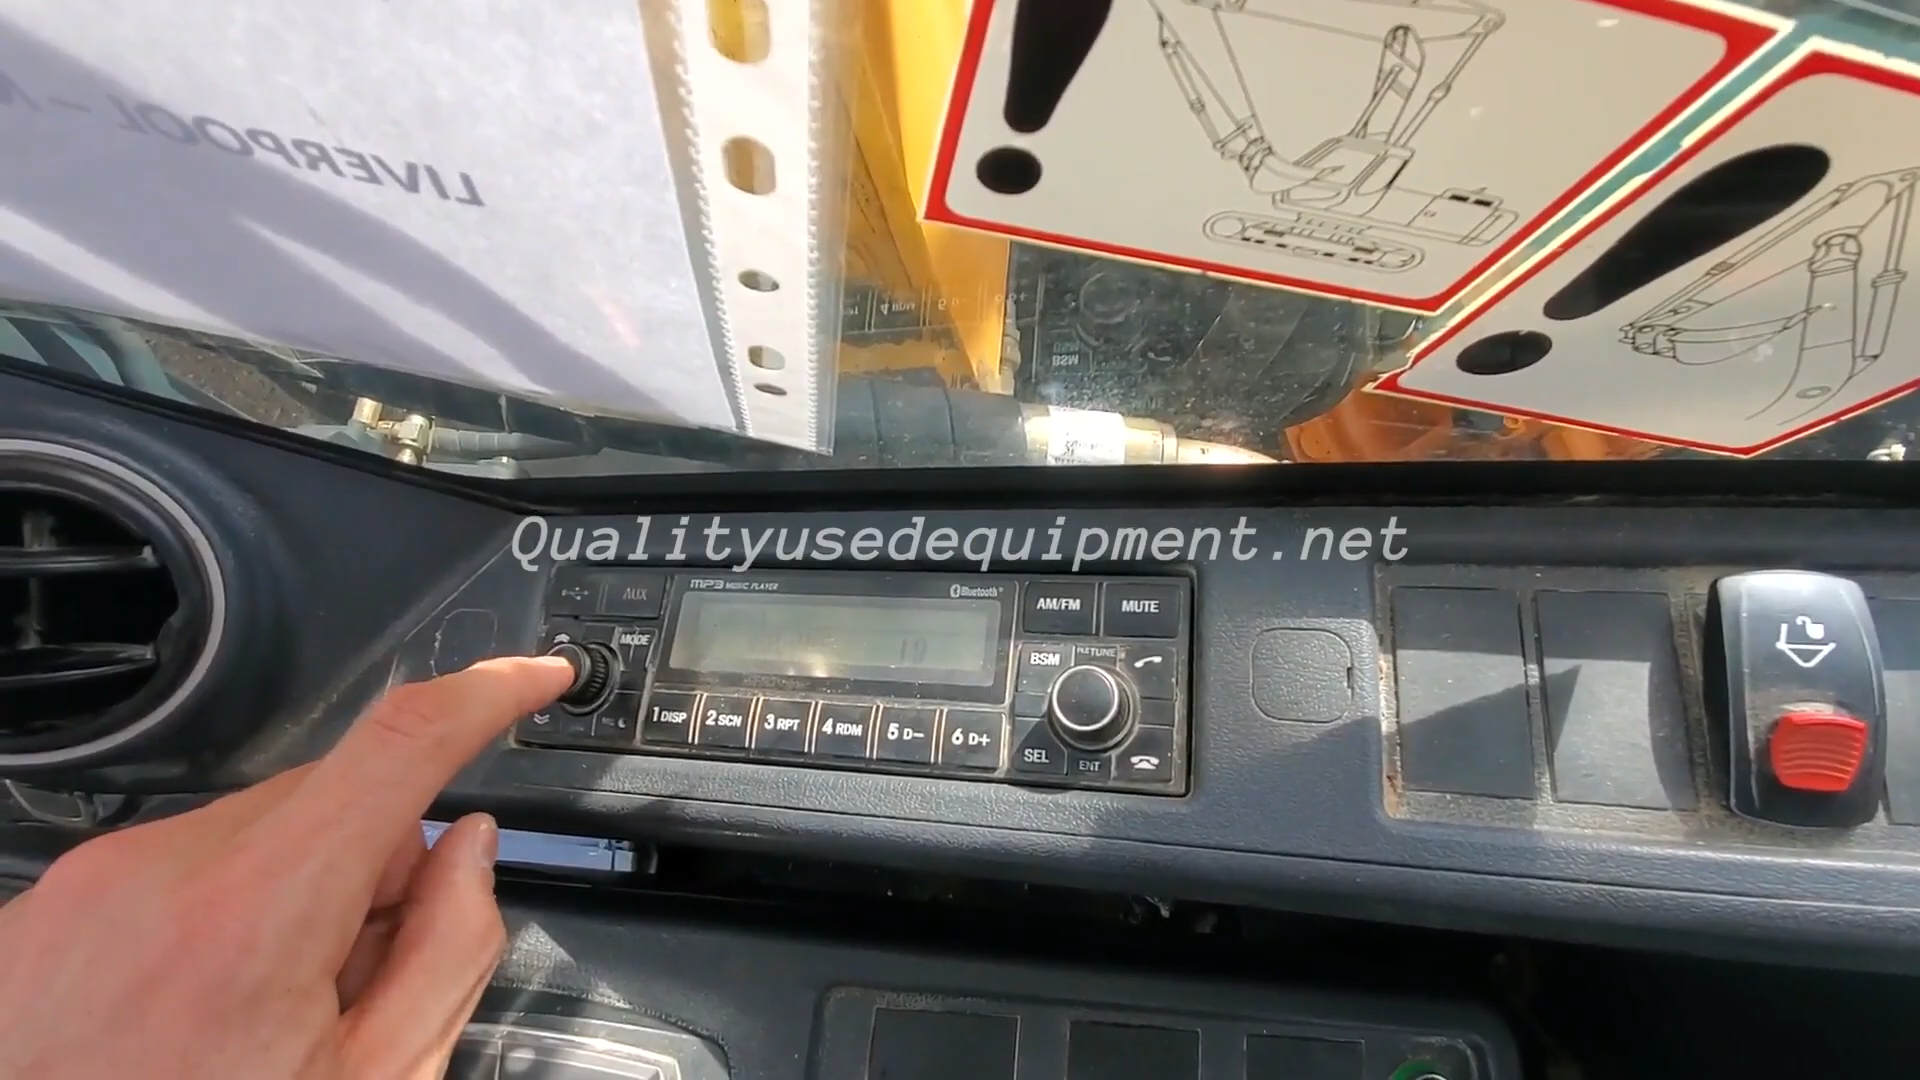 LIVERPOOL -
BSM
Qualityusedequipment.net
MP3 MUSIC PLAYER
Bluetooth
AUX
AM/FM
MUTE
MODE
BSM
TUNE
1 DISP
2 SCN
3 RPT
4 RDM
5 D-
6 D+
SEL
ENT